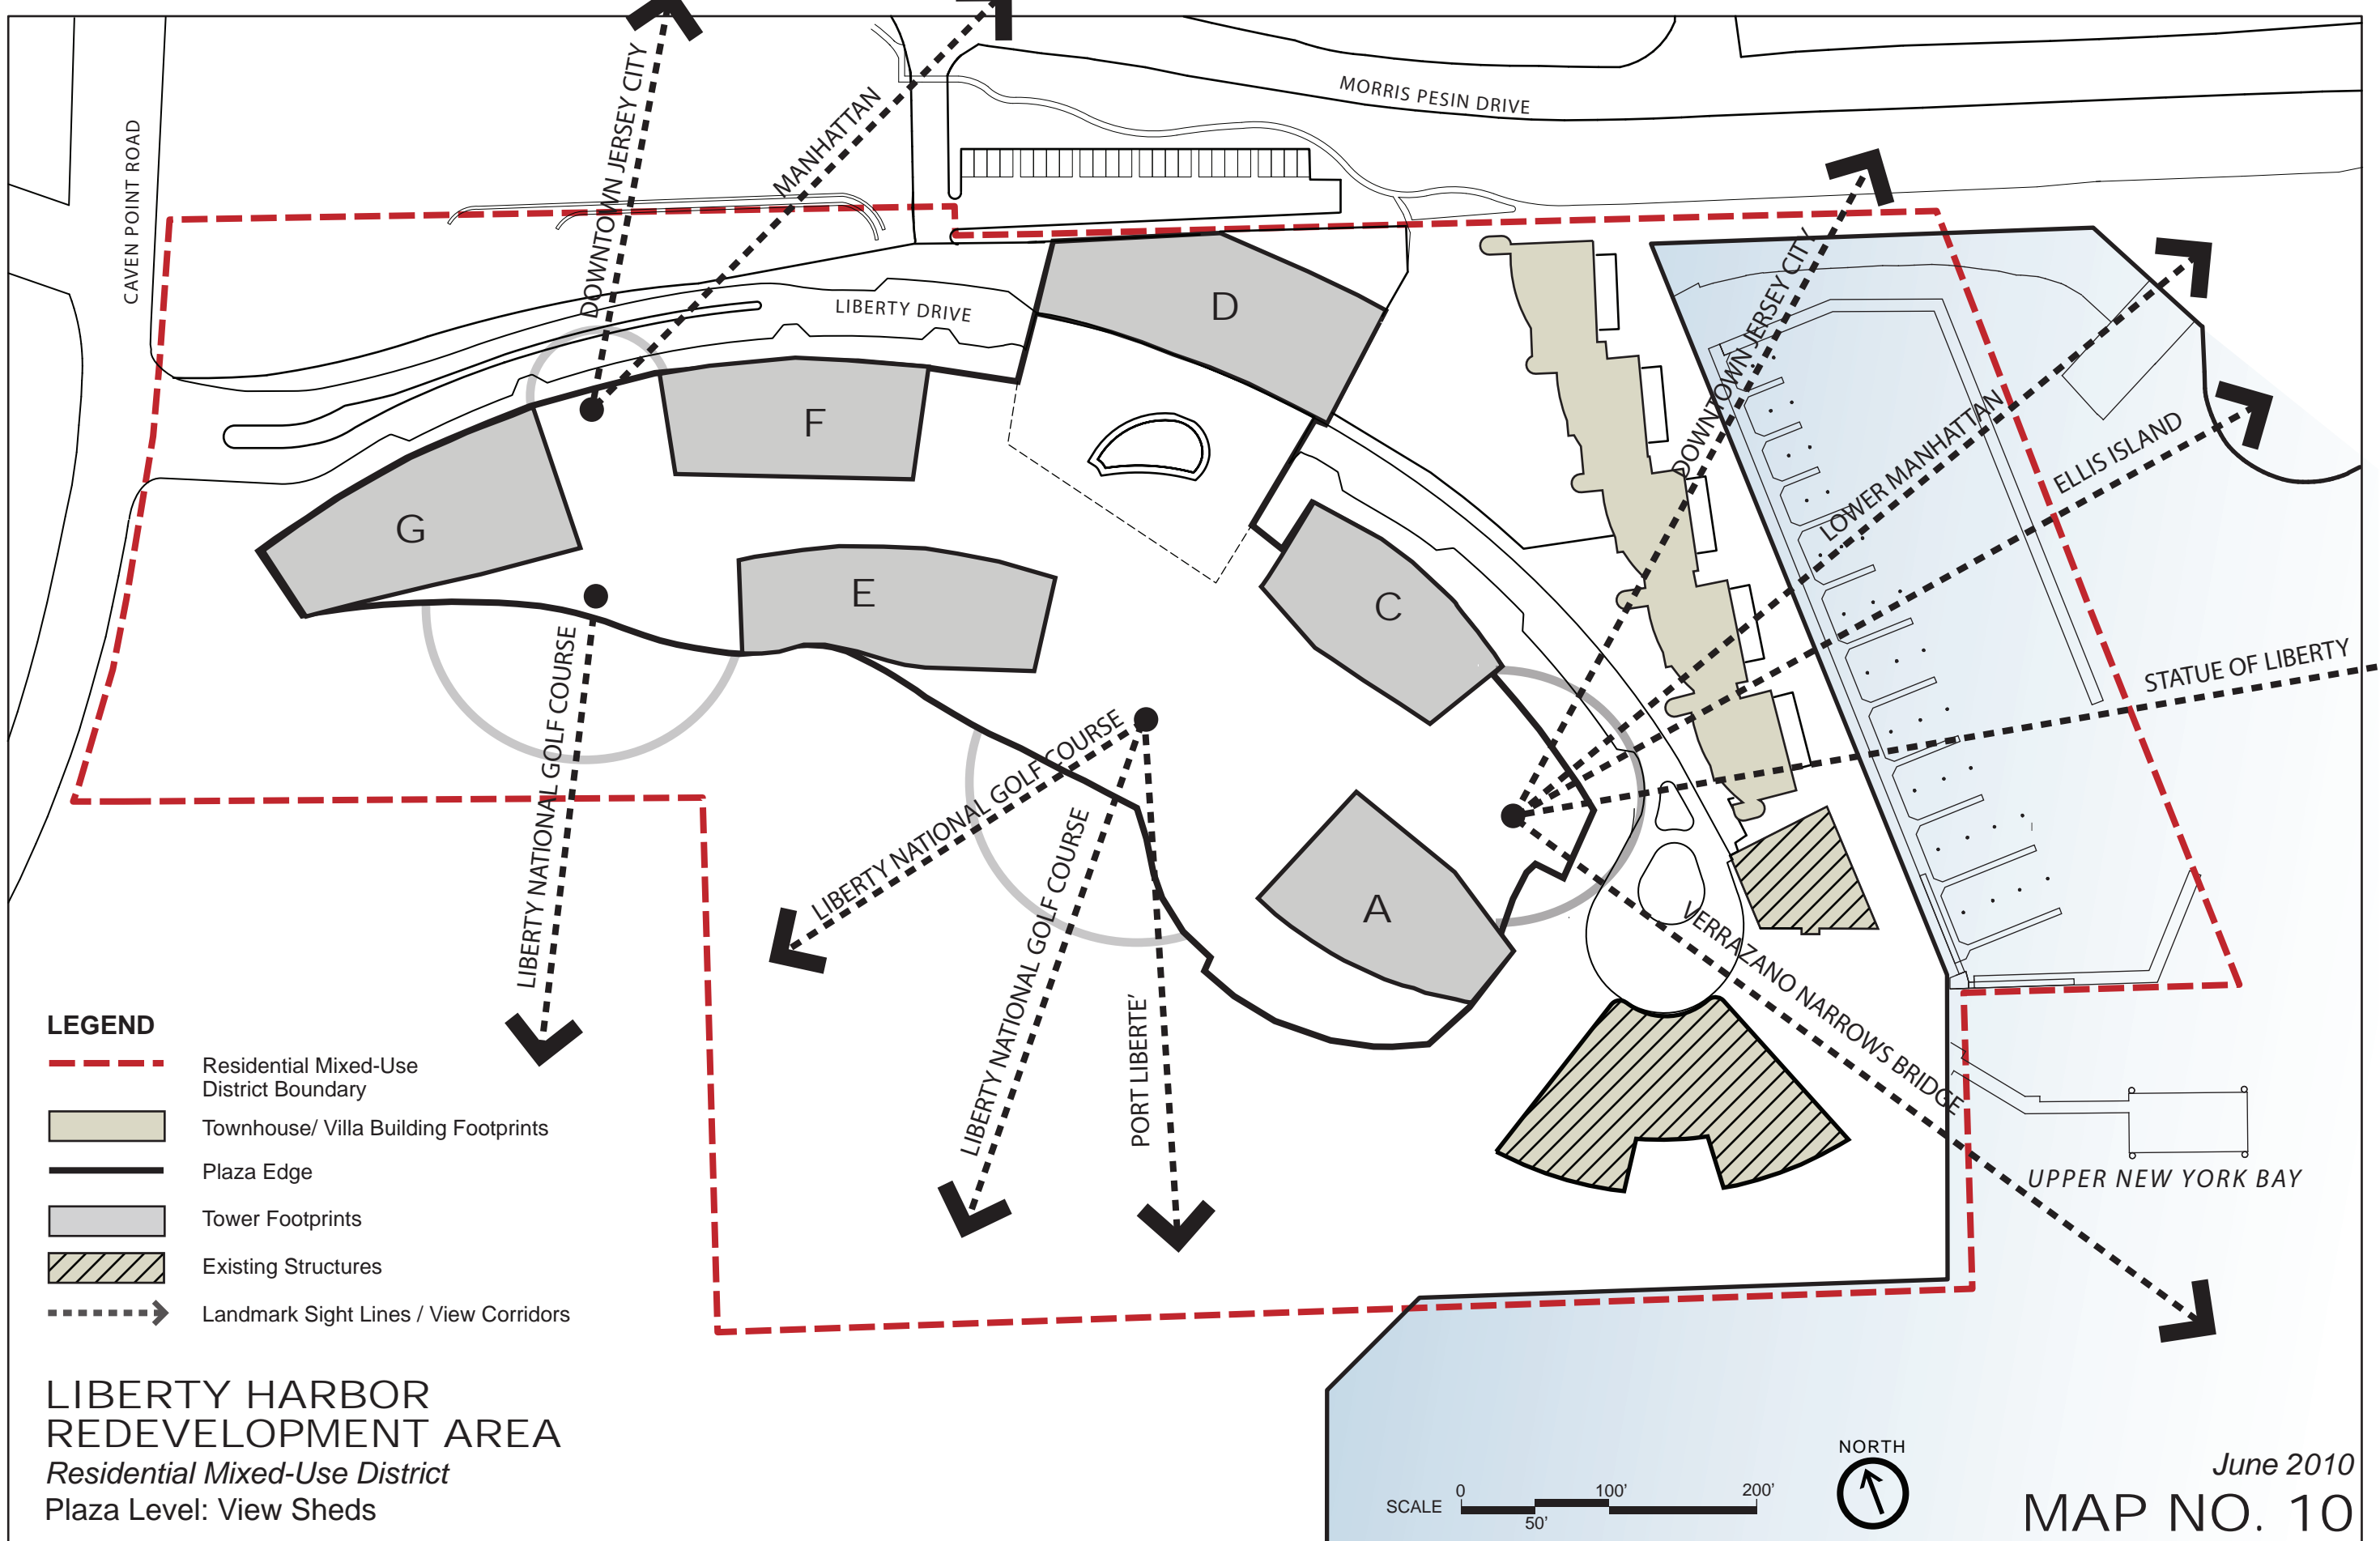 MORRIS PESIN DRIVE
CAVEN POINT ROAD
DOWNTOWN JERSEY CITY
MANHATTAN
LIBERTY DRIVE
D
F
G
E
C
A
DOWNTOWN JERSEY CITY
LOWER MANHATTAN
ELLIS ISLAND
STATUE OF LIBERTY
LIBERTY NATIONAL GOLF COURSE
LIBERTY NATIONAL GOLF COURSE
LIBERTY NATIONAL GOLF COURSE
PORT LIBERTE'
VERRAZANO NARROWS BRIDGE
UPPER NEW YORK BAY
LEGEND
Residential Mixed-Use
District Boundary
Townhouse/ Villa Building Footprints
Plaza Edge
Tower Footprints
Existing Structures
Landmark Sight Lines / View Corridors
LIBERTY HARBOR
REDEVELOPMENT AREA
Residential Mixed-Use District
Plaza Level: View Sheds
SCALE
0
50'
100'
200'
NORTH
June 2010
MAP NO. 10